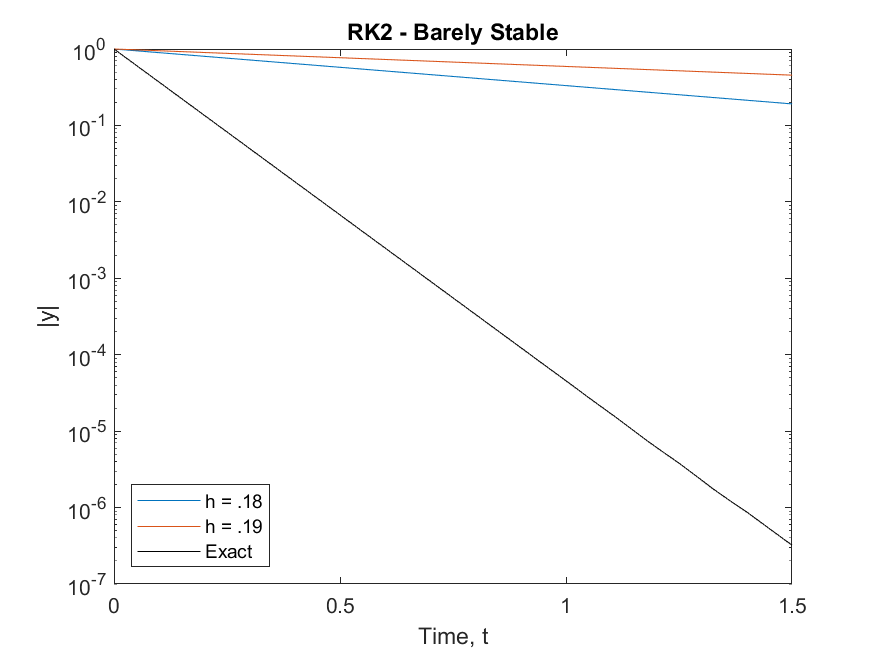 RK2 - Barely Stable
|y|
10^0
10^-1
10^-2
10^-3
10^-4
10^-5
10^-6
10^-7
h = .18
h = .19
Exact
0 0.5 1 1.5
Time, t